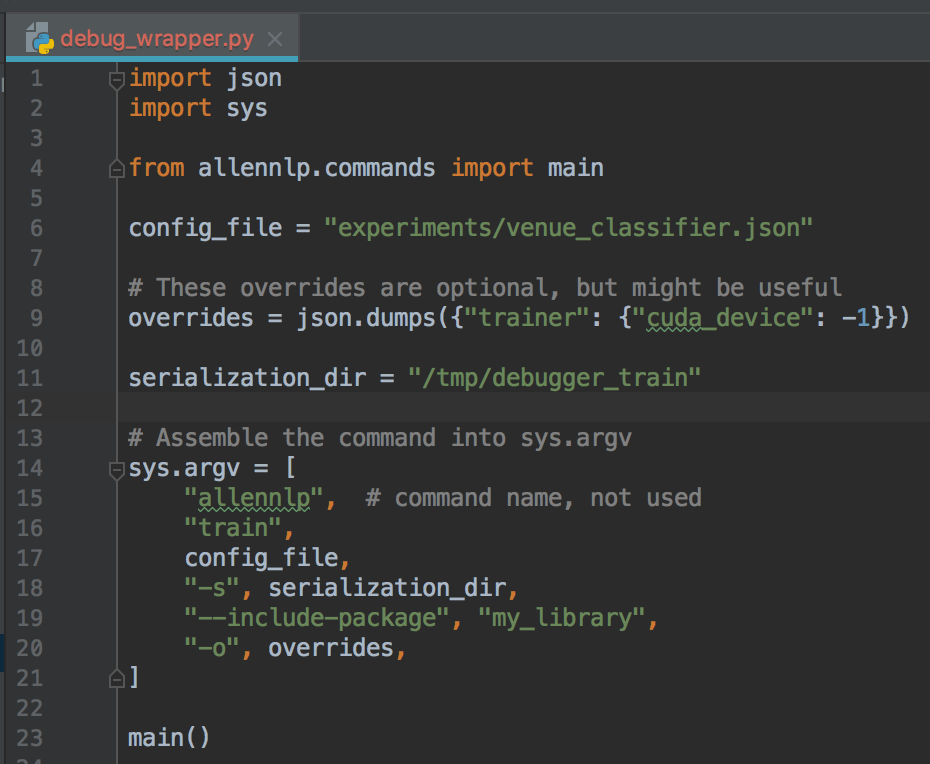 debug_wrapper.py
1 import json
2 import sys
3
4 from allennlp.commands import main
5
6 config_file = "experiments/venue_classifier.json"
7
8 # These overrides are optional, but might be useful
9 overrides = json.dumps({"trainer": {"cuda_device": -1}})
10
11 serialization_dir = "/tmp/debugger_train"
12
13 # Assemble the command into sys.argv
14 sys.argv = [
15     "allennlp",  # command name, not used
16     "train",
17     config_file,
18     "-s", serialization_dir,
19     "--include-package", "my_library",
20     "-o", overrides,
21 ]
22
23 main()